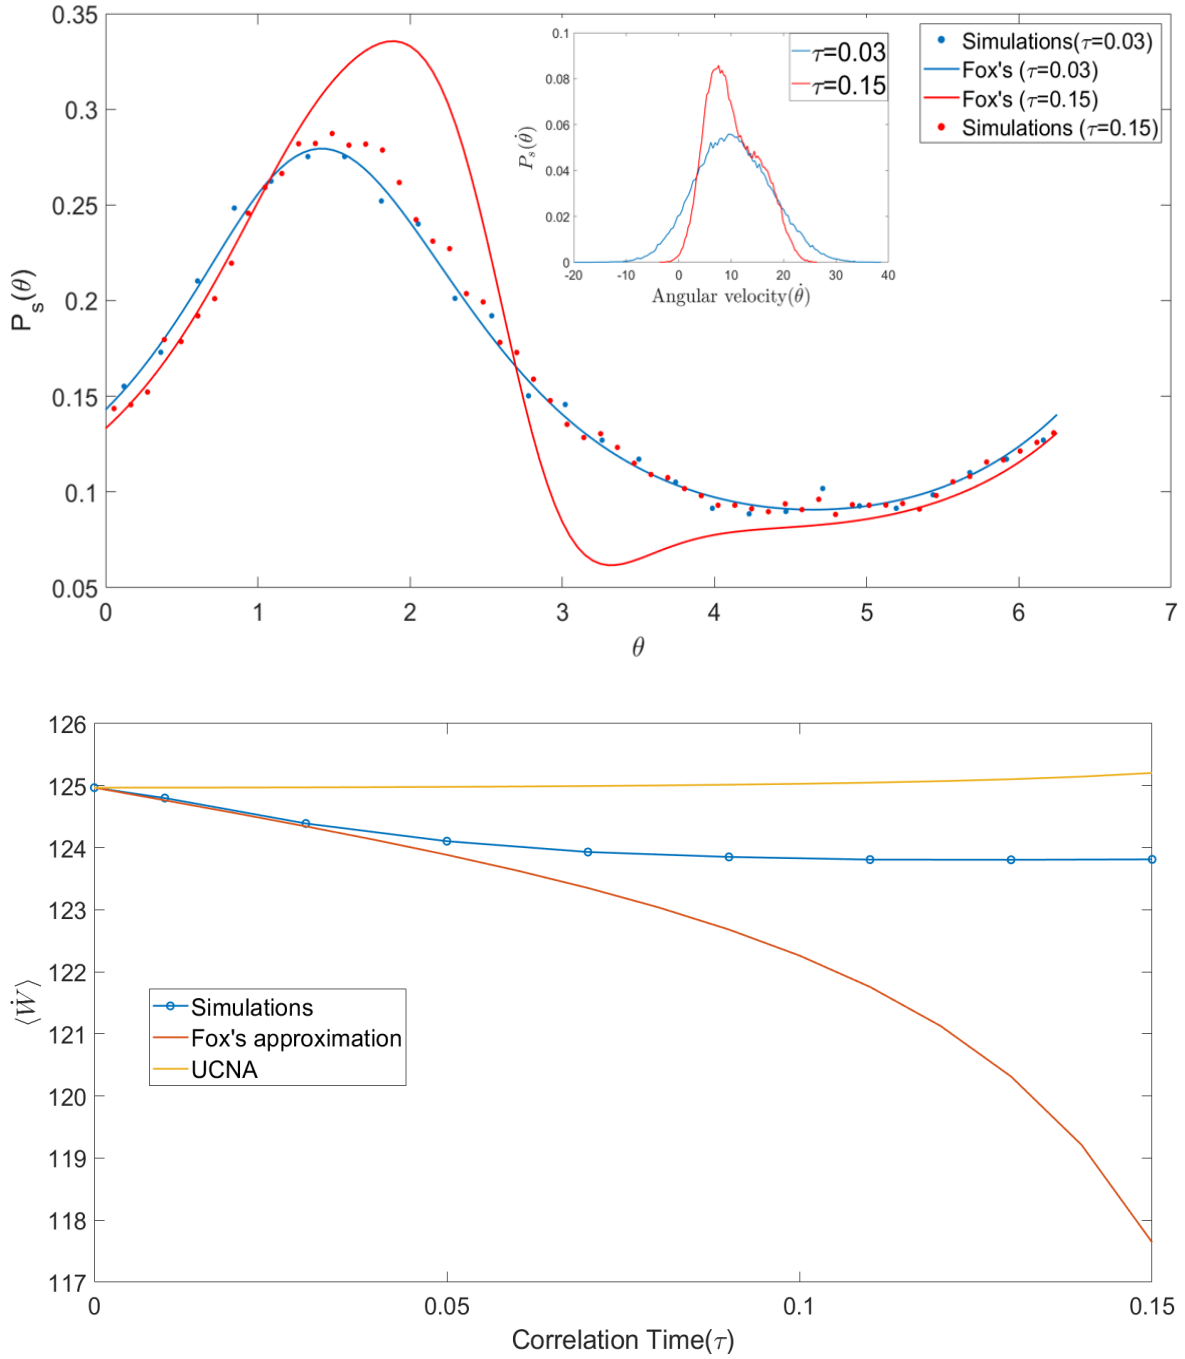 0.35
0.3
0.25
0.2
0.15
0.1
0.05
P_s(θ)
0 1 2 3 4 5 6 7
θ
Simulations(τ=0.03)
Fox's (τ=0.03)
Fox's (τ=0.15)
Simulations (τ=0.15)
0.1
0.08
0.06
0.04
0.02
0
P_s(θ̇)
-20 -10 0 10 20 30 40
Angular velocity(θ̇)
τ=0.03
τ=0.15
126
125
124
123
122
121
120
119
118
117
⟨Ẇ⟩
Simulations
Fox's approximation
UCNA
0 0.05 0.1 0.15
Correlation Time(τ)